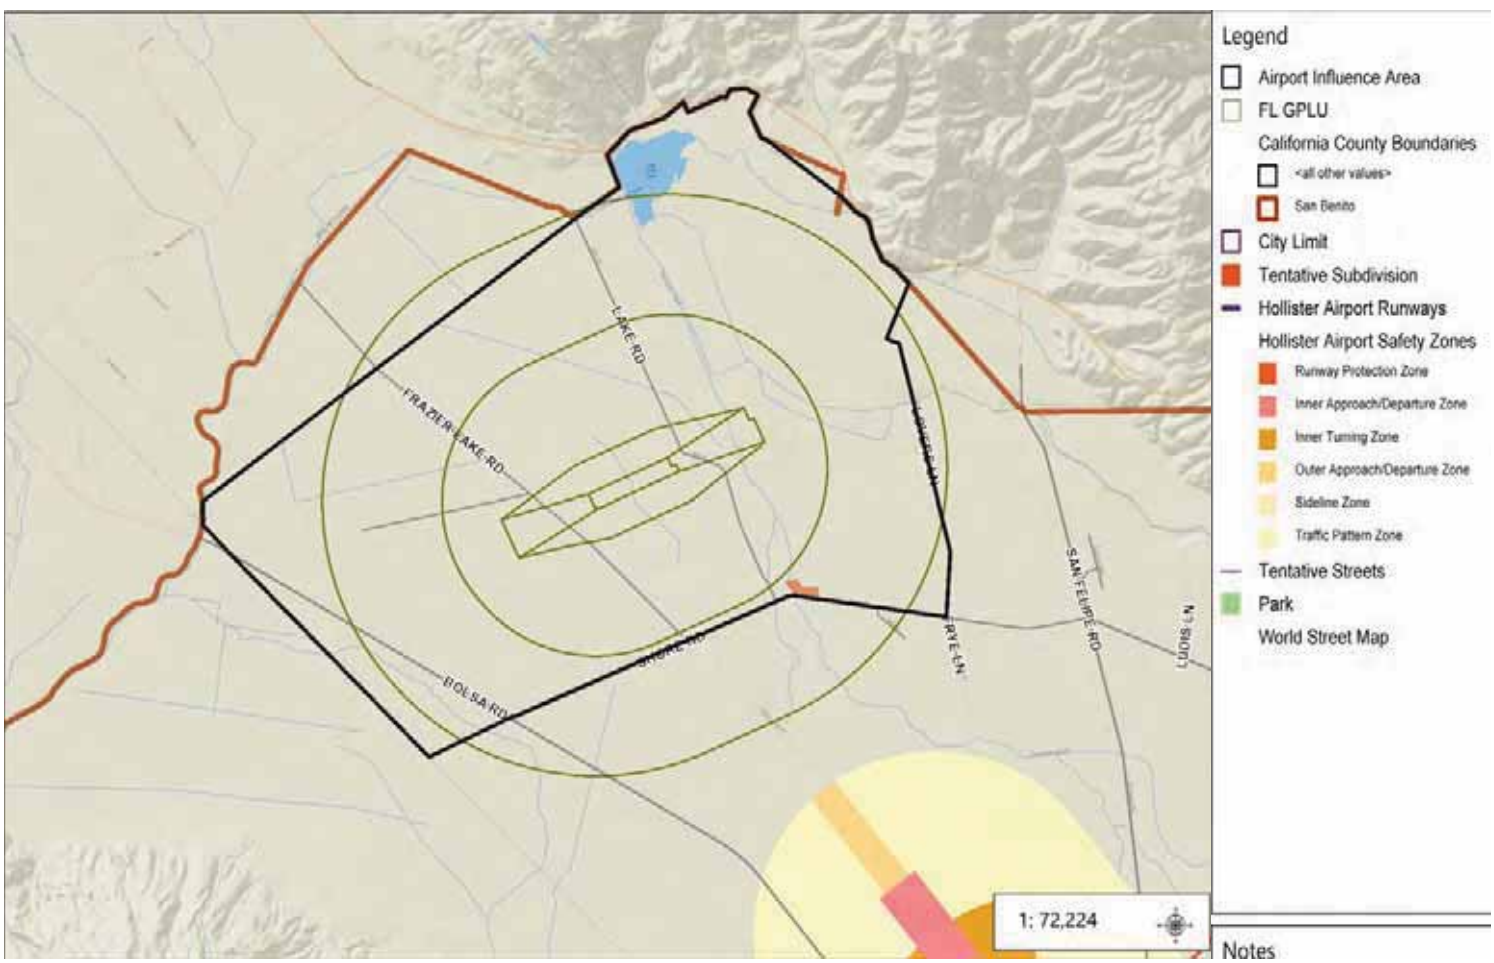 Legend
Airport Influence Area
FL GPLU
California County Boundaries
<all other values>
San Benito
City Limit
Tentative Subdivision
Hollister Airport Runways
Hollister Airport Safety Zones
Runway Protection Zone
Inner Approach/Departure Zone
Inner Turning Zone
Outer Approach/Departure Zone
Sideline Zone
Traffic Pattern Zone
Tentative Streets
Park
World Street Map
LAKE RD
FRAZIER LAKE RD
SHORE RD
BOLSA RD
FRYE LN
SAN FELIPE RD
1: 72,224
Notes